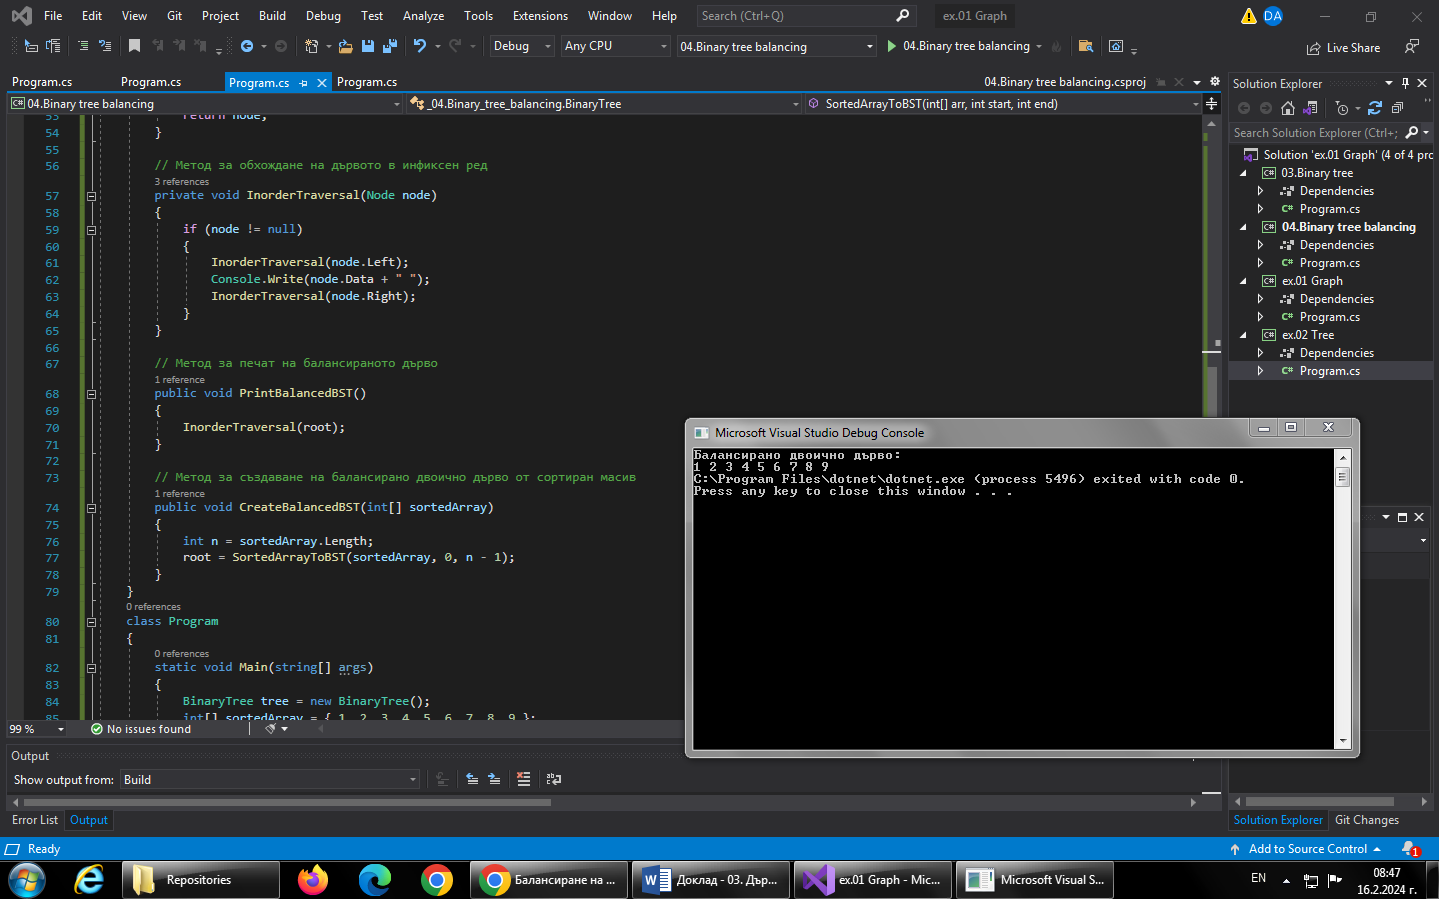 File Edit View Git Project Build Debug Test Analyze Tools Extensions Window Help Search (Ctrl+Q) ex.01 Graph DA
Debug Any CPU 04.Binary tree balancing 04.Binary tree balancing Live Share
Program.cs Program.cs Program.cs Program.cs 04.Binary tree balancing.csproj
04.Binary tree balancing _04.Binary_tree_balancing.BinaryTree SortedArrayToBST(int[] arr, int start, int end)
53 return node;
54 }
55
56 // Метод за обхождане на дървото в инфиксен ред
3 references
57 private void InorderTraversal(Node node)
58 {
59 if (node != null)
60 {
61 InorderTraversal(node.Left);
62 Console.Write(node.Data + " ");
63 InorderTraversal(node.Right);
64 }
65 }
66
67 // Метод за печат на балансираното дърво
1 reference
68 public void PrintBalancedBST()
69 {
70 InorderTraversal(root);
71 }
72
73 // Метод за създаване на балансирано двоично дърво от сортиран масив
1 reference
74 public void CreateBalancedBST(int[] sortedArray)
75 {
76 int n = sortedArray.Length;
77 root = SortedArrayToBST(sortedArray, 0, n - 1);
78 }
79 }
0 references
80 class Program
81 {
0 references
82 static void Main(string[] args)
83 {
84 BinaryTree tree = new BinaryTree();
85 int[] sortedArray = { 1, 2, 3, 4, 5, 6, 7, 8, 9 };
99 % No issues found
Output
Show output from: Build
Error List Output
Ready
Microsoft Visual Studio Debug Console
Балансирано двоично дърво:
1 2 3 4 5 6 7 8 9
C:\Program Files\dotnet\dotnet.exe (process 5496) exited with code 0.
Press any key to close this window . . .
Solution Explorer
Search Solution Explorer (Ctrl+;
Solution 'ex.01 Graph' (4 of 4 pro
03.Binary tree
Dependencies
C# Program.cs
04.Binary tree balancing
Dependencies
C# Program.cs
ex.01 Graph
Dependencies
C# Program.cs
ex.02 Tree
Dependencies
C# Program.cs
Solution Explorer Git Changes
Add to Source Control 1
Repositories Балансиране на ... Доклад - 03. Дър... ex.01 Graph - Mic... Microsoft Visual S... EN 08:47
16.2.2024 г.